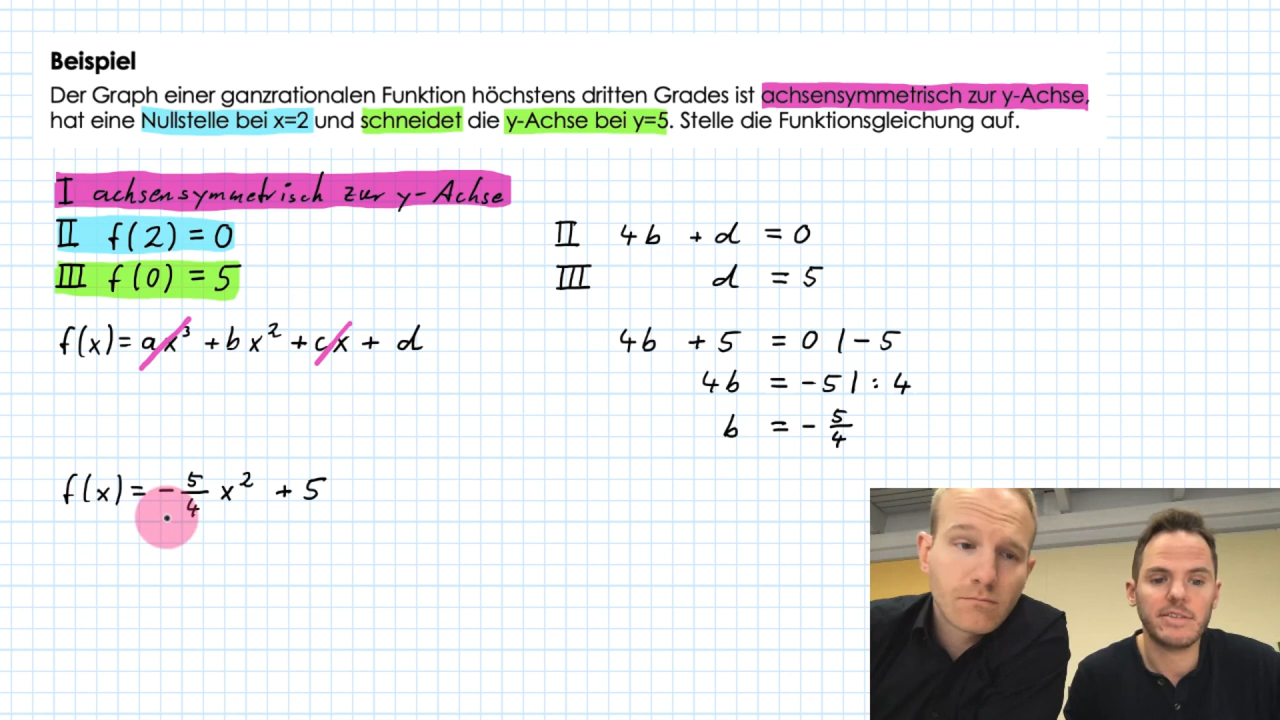 Beispiel
Der Graph einer ganzrationalen Funktion höchstens dritten Grades ist achsensymmetrisch zur y-Achse,
hat eine Nullstelle bei x=2 und schneidet die y-Achse bei y=5. Stelle die Funktionsgleichung auf.
I achsensymmetrisch zur y-Achse
II f(2) = 0
III f(0) = 5
f(x) = ax³ + bx² + cx + d
f(x) = - 5/4 x² + 5
II 4b + d = 0
III d = 5
4b + 5 = 0 | - 5
4b = - 5 | : 4
b = - 5/4